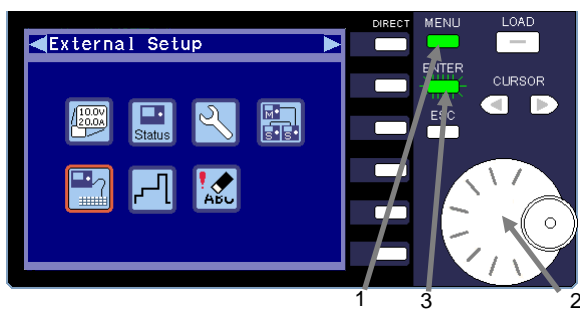 DIRECT MENU LOAD
External Setup
ENTER
CURSOR
10.0V
20.0A
Status
M
S S
ESC
ABC
1 3 2